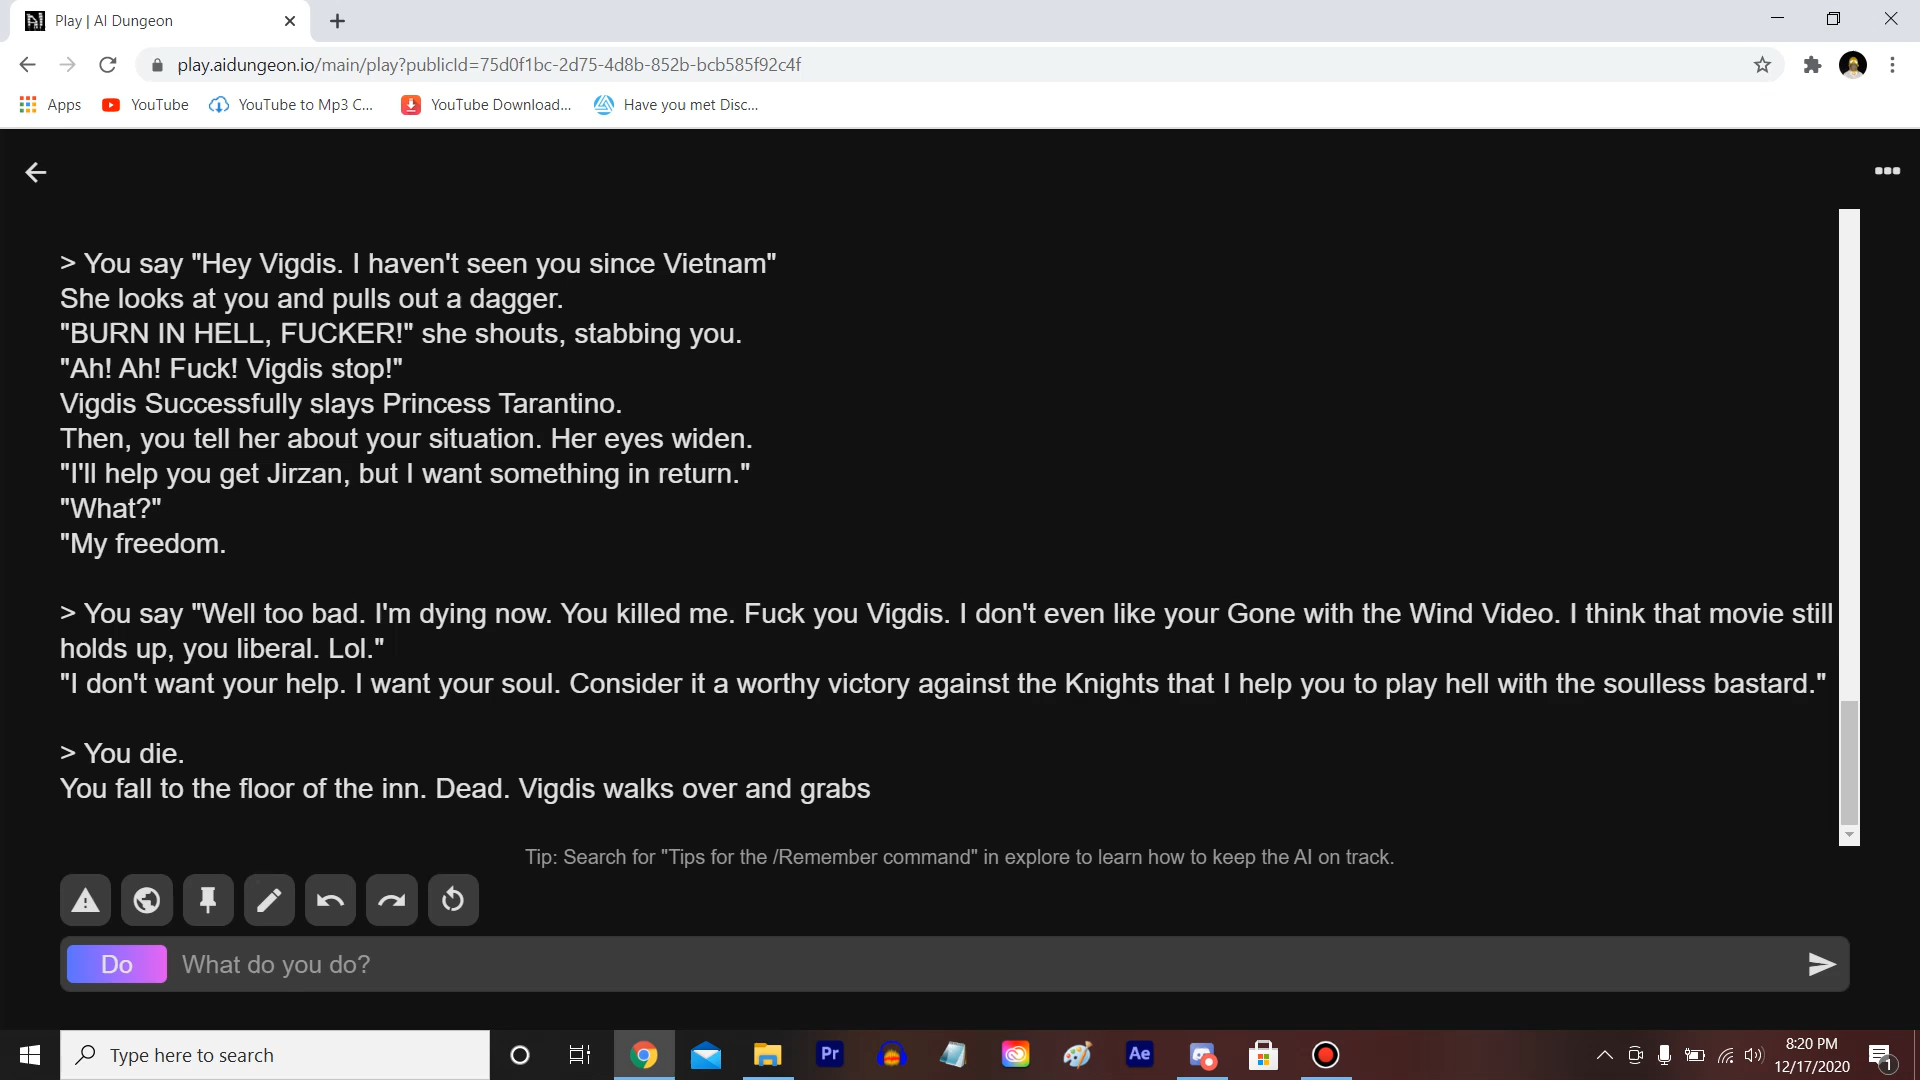 Play | AI Dungeon
play.aidungeon.io/main/play?publicId=75d0f1bc-2d75-4d8b-852b-bcb585f92c4f
Apps YouTube YouTube to Mp3 C... YouTube Download... Have you met Disc...
> You say "Hey Vigdis. I haven't seen you since Vietnam"
She looks at you and pulls out a dagger.
"BURN IN HELL, FUCKER!" she shouts, stabbing you.
"Ah! Ah! Fuck! Vigdis stop!"
Vigdis Successfully slays Princess Tarantino.
Then, you tell her about your situation. Her eyes widen.
"I'll help you get Jirzan, but I want something in return."
"What?"
"My freedom.
> You say "Well too bad. I'm dying now. You killed me. Fuck you Vigdis. I don't even like your Gone with the Wind Video. I think that movie still
holds up, you liberal. Lol."
"I don't want your help. I want your soul. Consider it a worthy victory against the Knights that I help you to play hell with the soulless bastard."
> You die.
You fall to the floor of the inn. Dead. Vigdis walks over and grabs
Tip: Search for "Tips for the /Remember command" in explore to learn how to keep the AI on track.
Do What do you do?
Type here to search
Pr
Ae
8:20 PM
12/17/2020
1